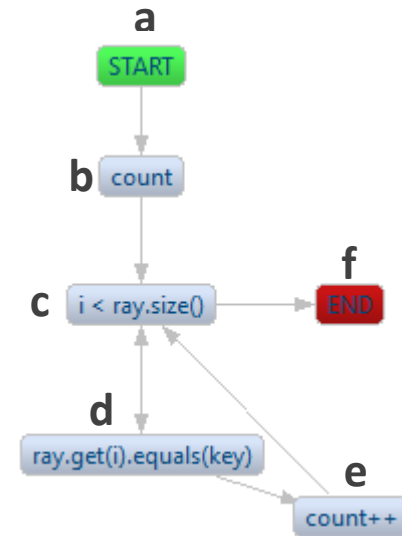 a
START
b
count
f
c
i < ray.size()
END
d
ray.get(i).equals(key)
e
count++